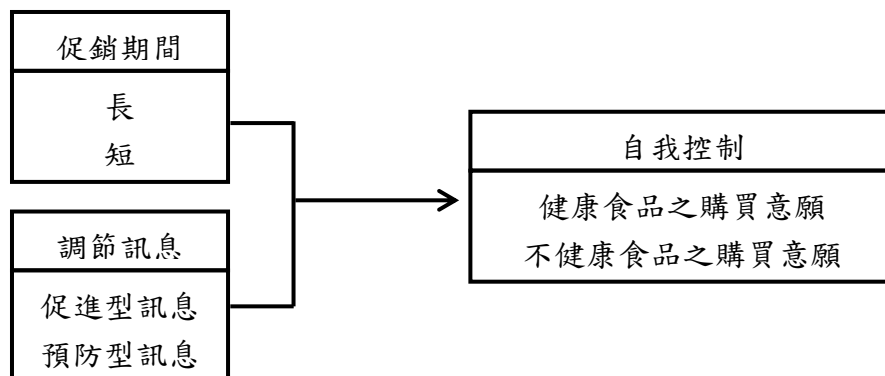 促銷期間
長
短
調節訊息
促進型訊息
預防型訊息
自我控制
健康食品之購買意願
不健康食品之購買意願